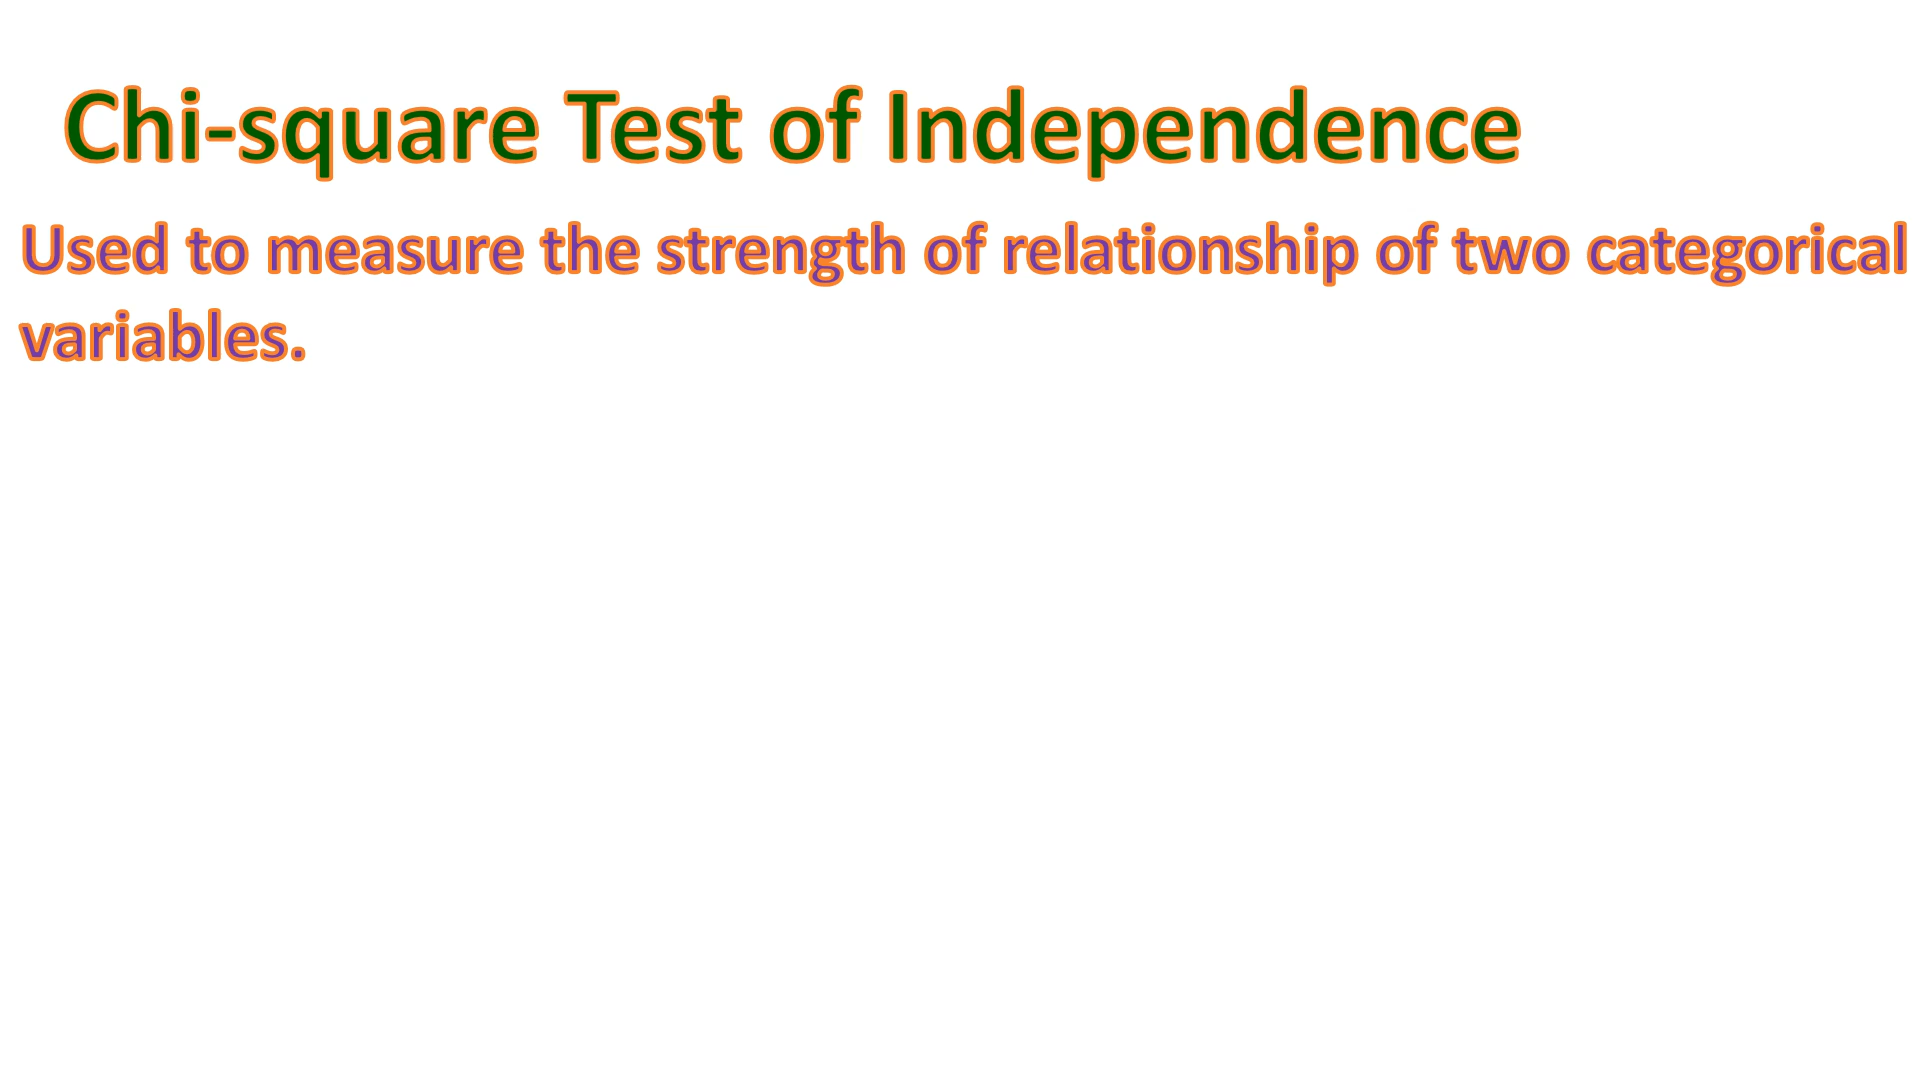 Chi-square Test of Independence
Used to measure the strength of relationship of two categorical
variables.